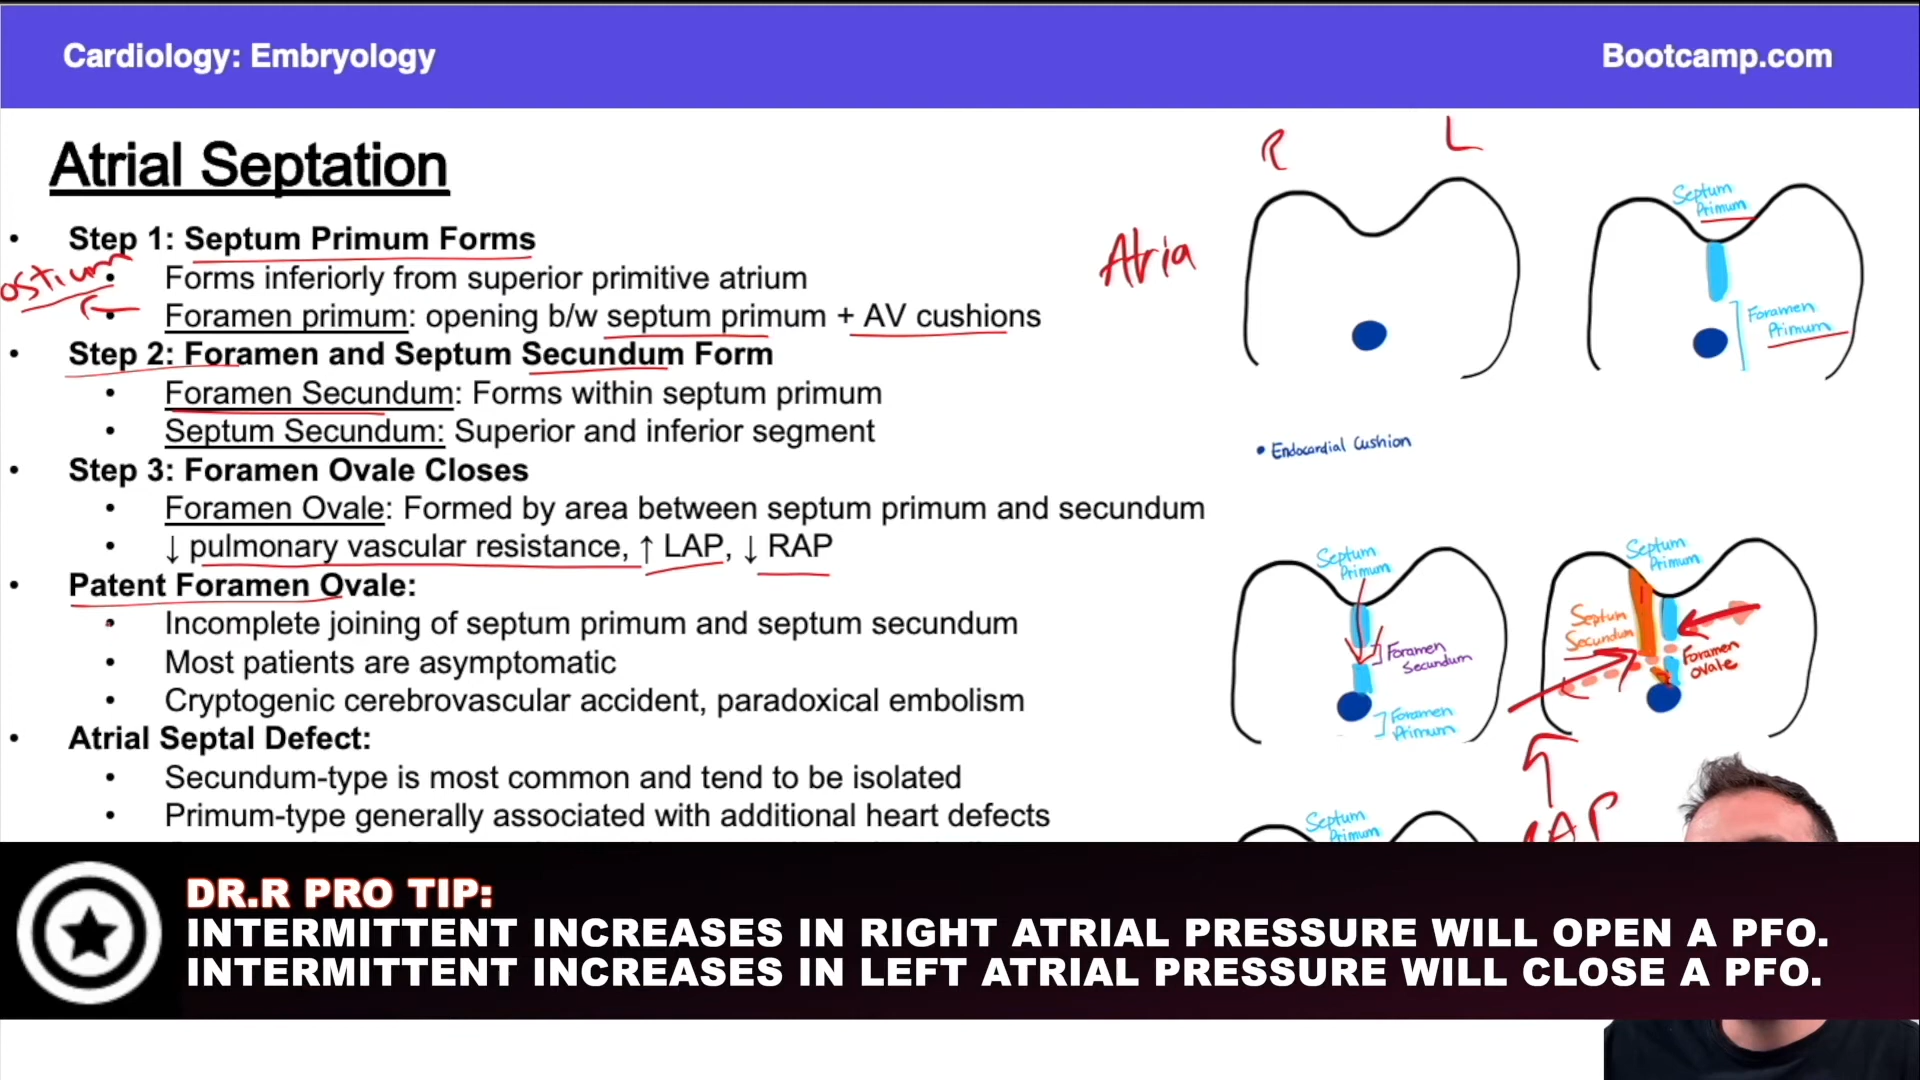 Cardiology: Embryology
Bootcamp.com
Atrial Septation
• Step 1: Septum Primum Forms
ostium
• Forms inferiorly from superior primitive atrium
• Foramen primum: opening b/w septum primum + AV cushions
• Step 2: Foramen and Septum Secundum Form
• Foramen Secundum: Forms within septum primum
• Septum Secundum: Superior and inferior segment
• Step 3: Foramen Ovale Closes
• Foramen Ovale: Formed by area between septum primum and secundum
• ↓ pulmonary vascular resistance, ↑ LAP, ↓ RAP
• Patent Foramen Ovale:
• Incomplete joining of septum primum and septum secundum
• Most patients are asymptomatic
• Cryptogenic cerebrovascular accident, paradoxical embolism
• Atrial Septal Defect:
• Secundum-type is most common and tend to be isolated
• Primum-type generally associated with additional heart defects
R
L
Atria
Septum
Primum
Foramen
Primum
• Endocardial Cushion
Septum
Primum
Foramen
Secundum
Foramen
Primum
Septum
Primum
Septum
Secundum
Foramen
ovale
RAP
Septum
Primum
DR.R PRO TIP:
INTERMITTENT INCREASES IN RIGHT ATRIAL PRESSURE WILL OPEN A PFO.
INTERMITTENT INCREASES IN LEFT ATRIAL PRESSURE WILL CLOSE A PFO.